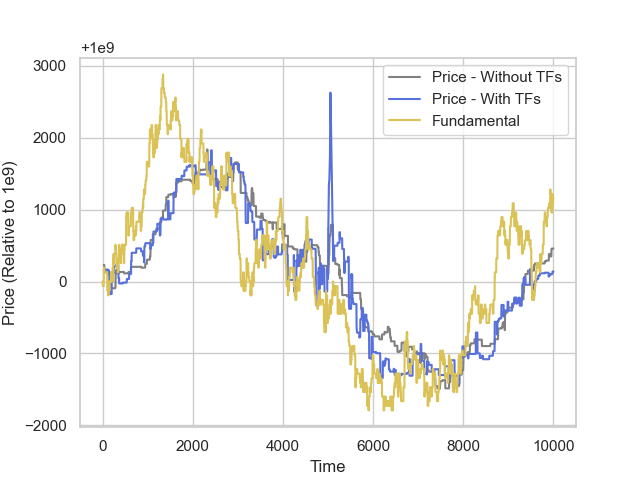 +1e9
Price - Without TFs
Price - With TFs
Fundamental
3000
2000
1000
0
−1000
−2000
Price (Relative to 1e9)
0 2000 4000 6000 8000 10000
Time